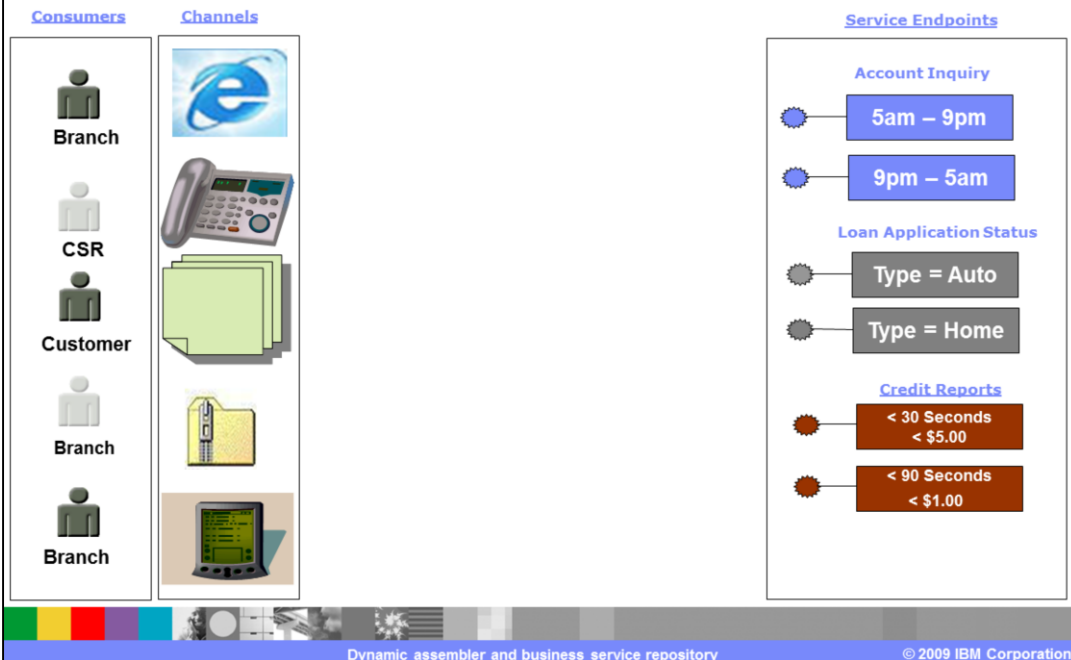 Consumers
Channels
Service Endpoints
Branch
CSR
Customer
Branch
Branch
Account Inquiry
5am – 9pm
9pm – 5am
Loan Application Status
Type = Auto
Type = Home
Credit Reports
< 30 Seconds
< $5.00
< 90 Seconds
< $1.00
Dynamic assembler and business service repository
© 2009 IBM Corporation